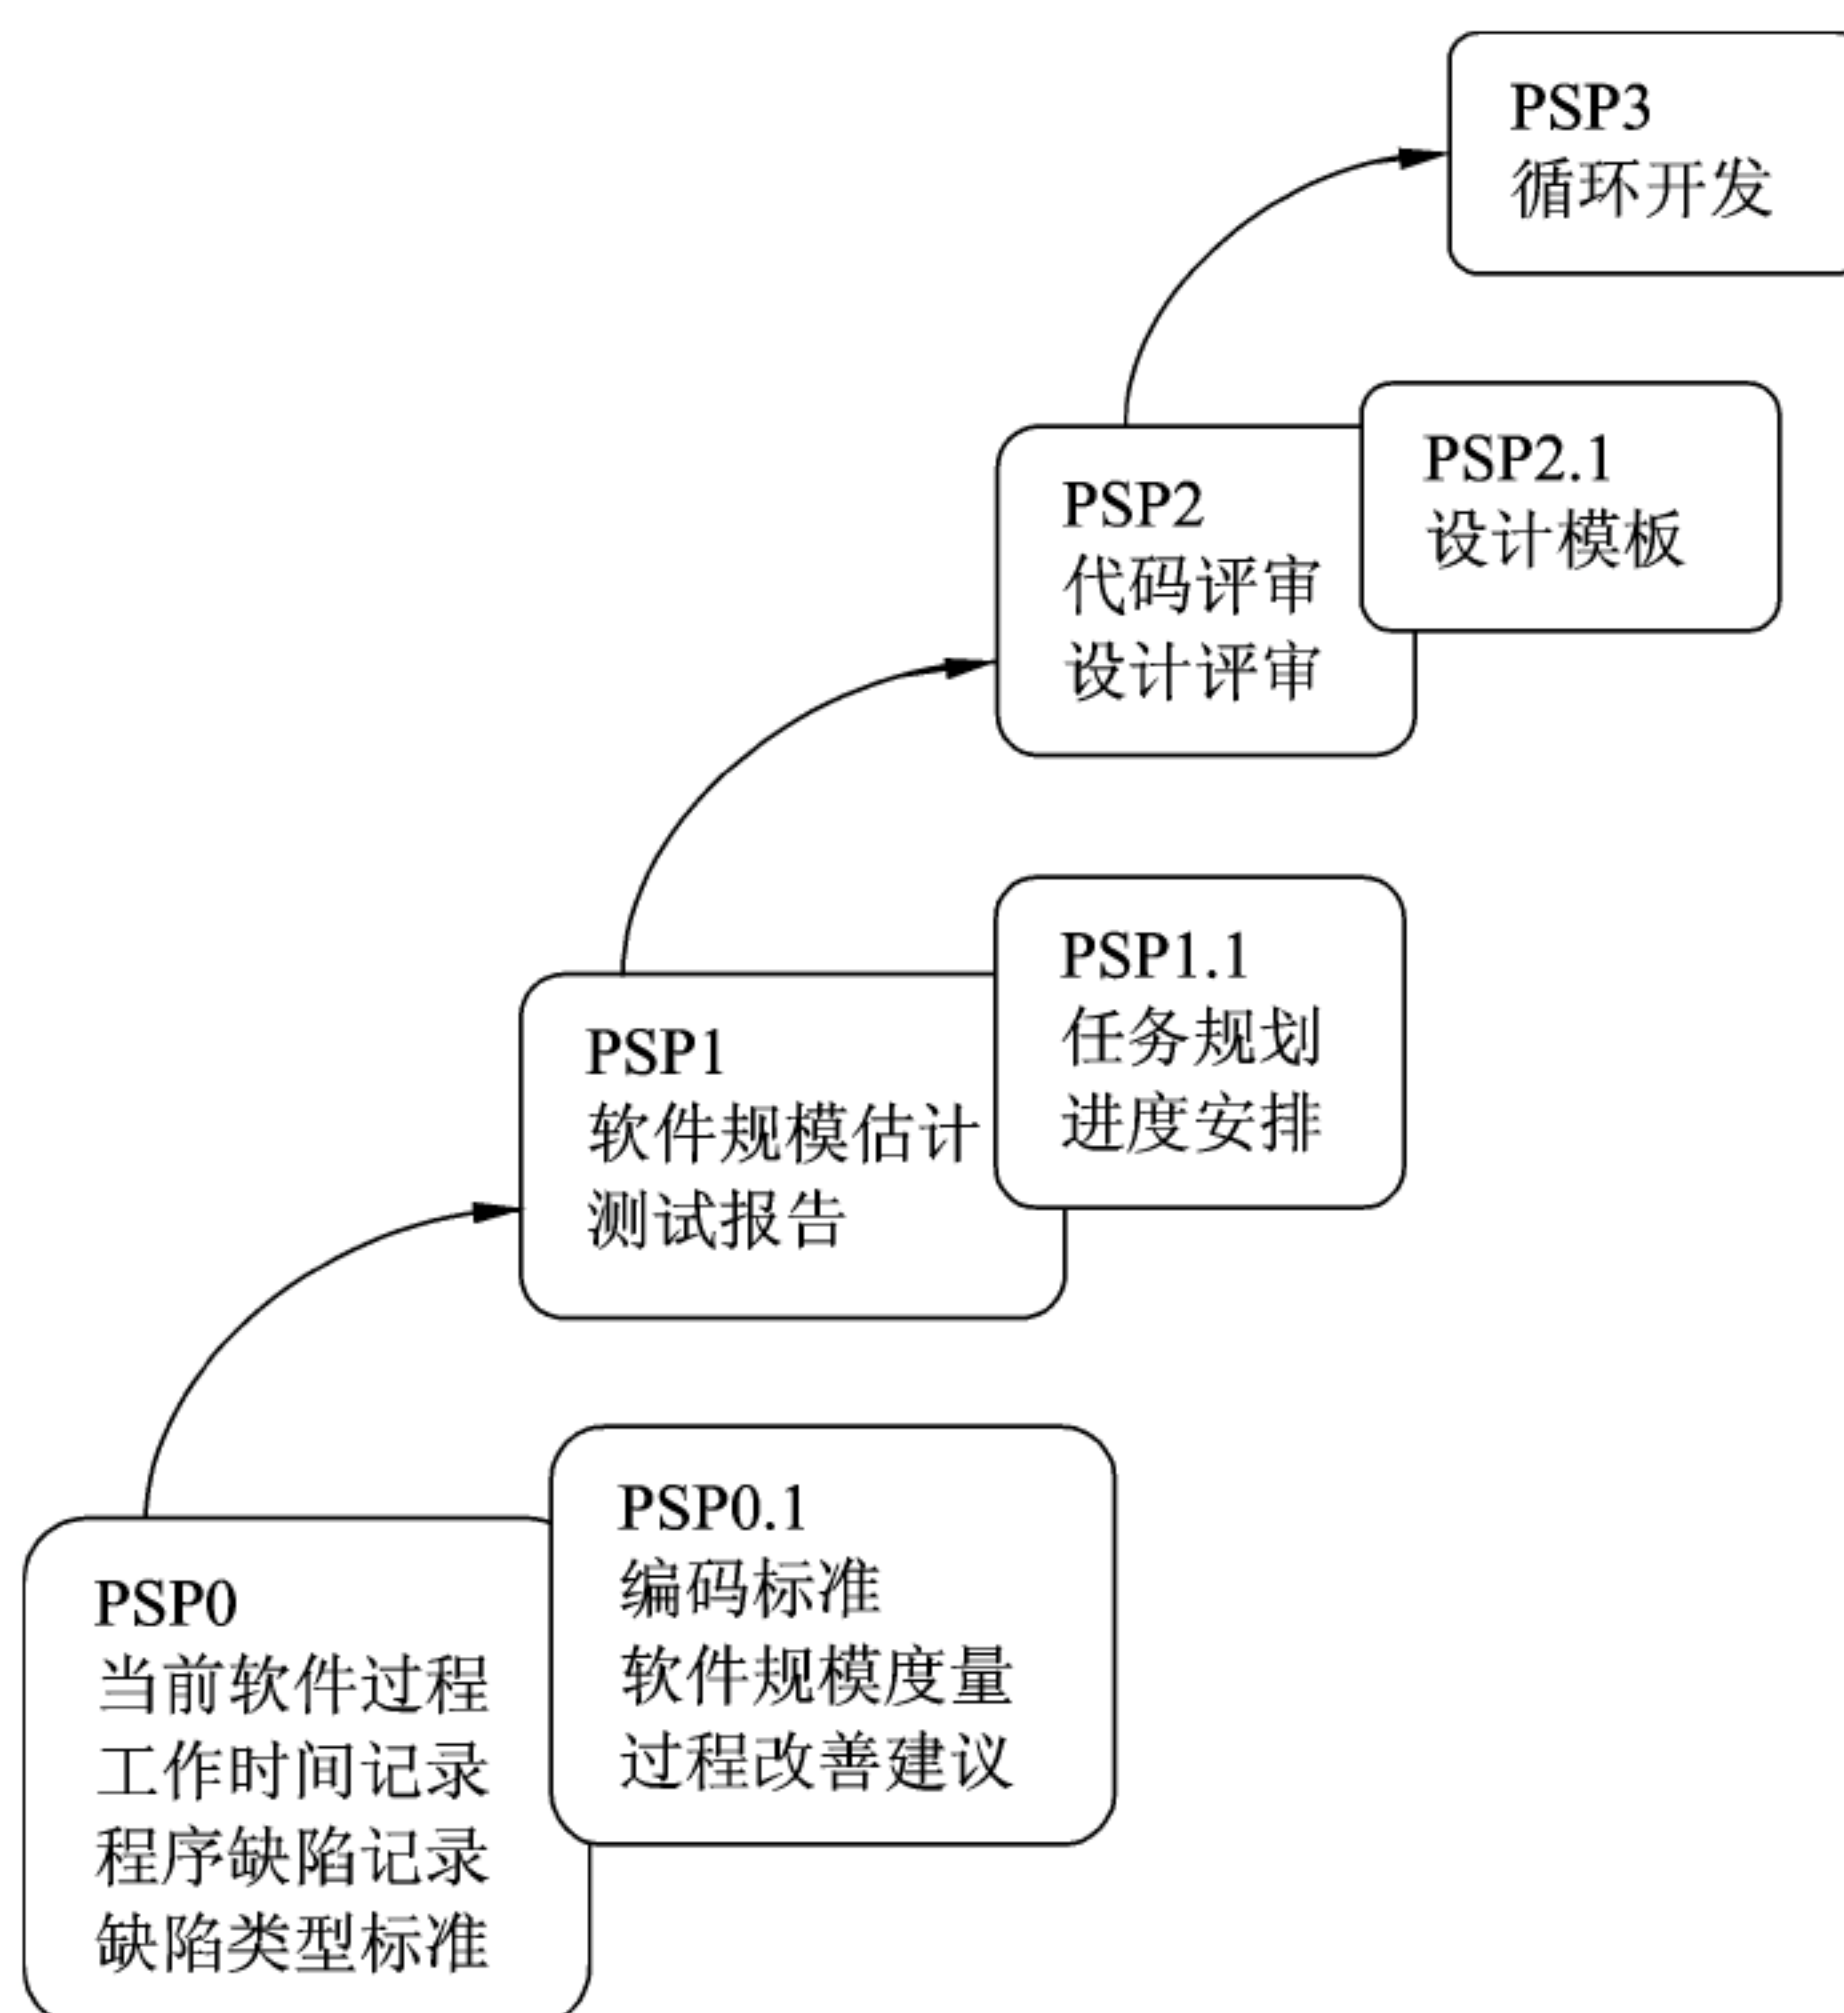 PSP3
循环开发
PSP2.1
设计模板
PSP2
代码评审
设计评审
PSP1.1
任务规划
进度安排
PSP1
软件规模估计
测试报告
PSP0.1
编码标准
软件规模度量
过程改善建议
PSP0
当前软件过程
工作时间记录
程序缺陷记录
缺陷类型标准